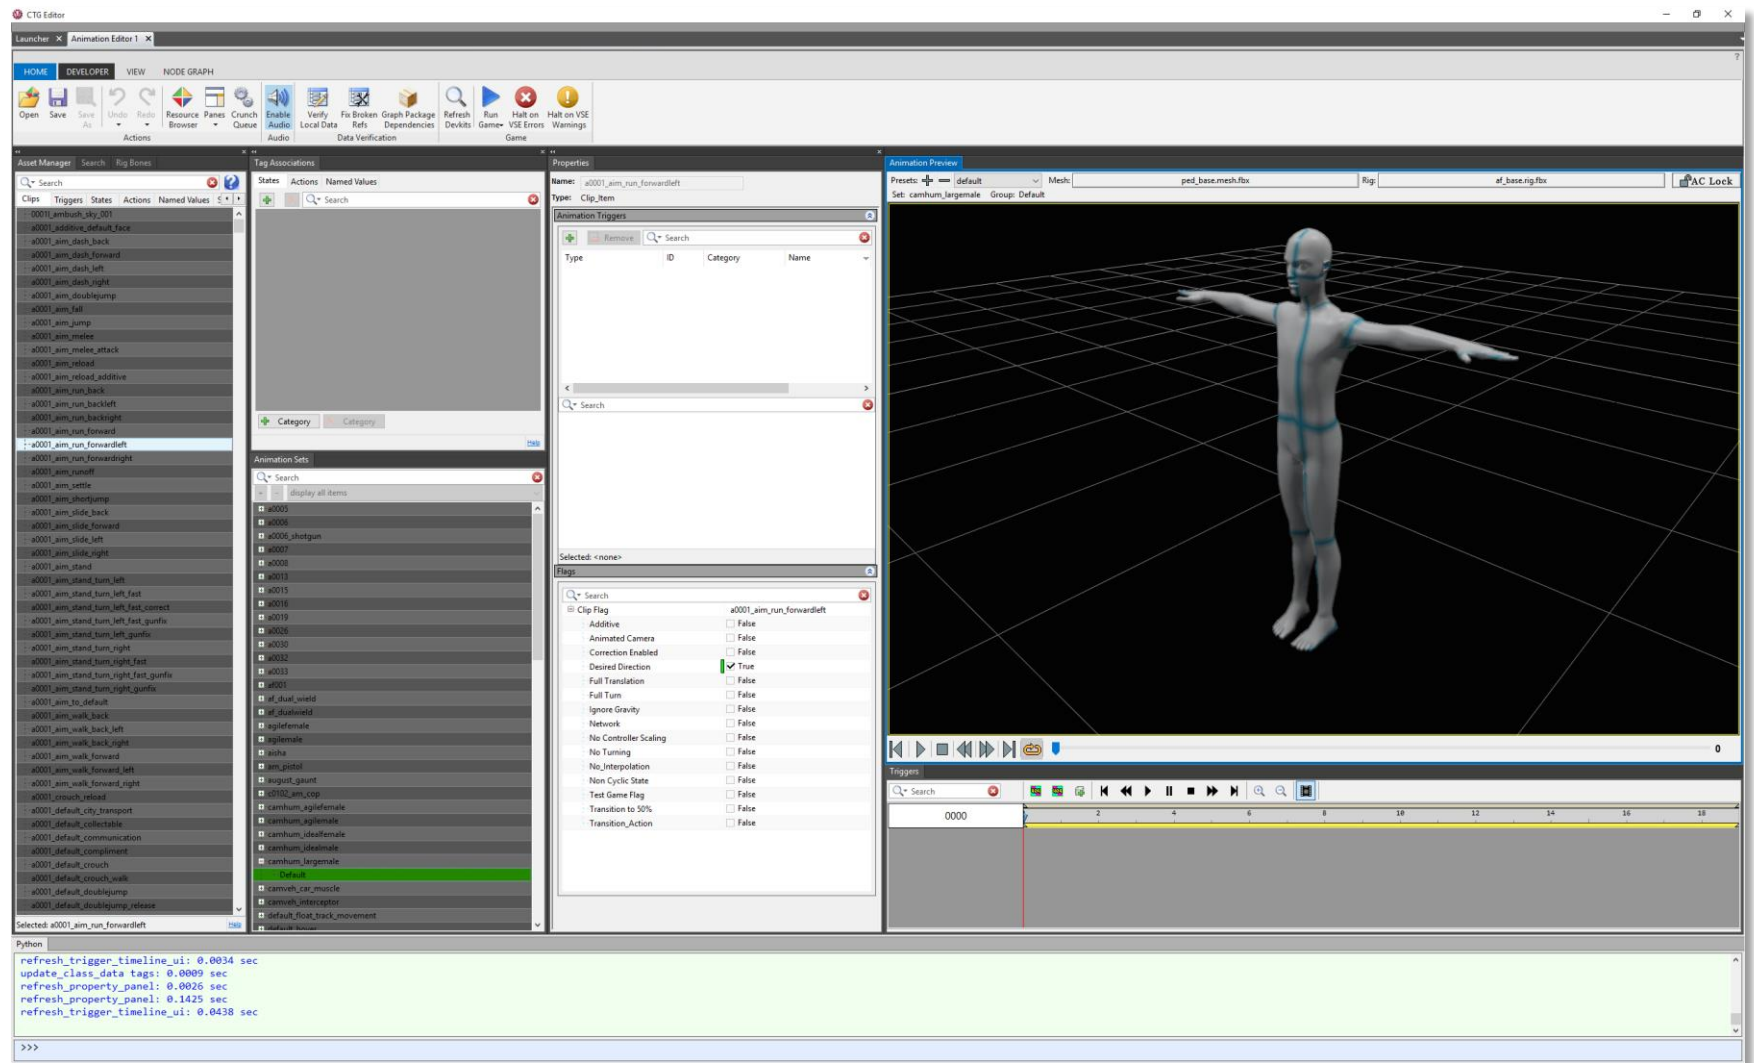 CTG Editor
Launcher
Animation Editor 1
HOME
DEVELOPER
VIEW
NODE GRAPH
Open
Save
Save As
Undo
Redo
Resource Browser
Panes
Crunch Queue
Enable Audio
Verify Local Data
Fix Broken Refs
Graph Package Dependencies
Refresh Devkits
Run Game
Halt on VSE Errors
Halt on VSE Warnings
Actions
Audio
Data Verification
Game
Asset Manager
Search
Rig Bones
Search
Clips
Triggers
States
Actions
Named Values
a0001_additive_default_face
a0001_aim_dash_back
a0001_aim_dash_forward
a0001_aim_dash_left
a0001_aim_dash_right
a0001_aim_doublejump
a0001_aim_fall
a0001_aim_jump
a0001_aim_melee
a0001_aim_melee_attack
a0001_aim_reload
a0001_aim_reload_additive
a0001_aim_run_back
a0001_aim_run_backleft
a0001_aim_run_backright
a0001_aim_run_forward
a0001_aim_run_forwardleft
a0001_aim_run_forwardright
a0001_aim_runoff
a0001_aim_settle
a0001_aim_shortjump
a0001_aim_slide_back
a0001_aim_slide_forward
a0001_aim_slide_left
a0001_aim_slide_right
a0001_aim_stand
a0001_aim_stand_turn_left
a0001_aim_stand_turn_left_fast
a0001_aim_stand_turn_left_fast_correct
a0001_aim_stand_turn_left_fast_gunfix
a0001_aim_stand_turn_left_gunfix
a0001_aim_stand_turn_right
a0001_aim_stand_turn_right_fast
a0001_aim_stand_turn_right_fast_gunfix
a0001_aim_stand_turn_right_gunfix
a0001_aim_to_default
a0001_aim_walk_back
a0001_aim_walk_back_left
a0001_aim_walk_back_right
a0001_aim_walk_forward
a0001_aim_walk_forward_left
a0001_aim_walk_forward_right
a0001_crouch_reload
a0001_default_city_transport
a0001_default_collectable
a0001_default_communication
a0001_default_compliment
a0001_default_crouch
a0001_default_crouch_walk
a0001_default_doublejump
a0001_default_doublejump_release
Selected: a0001_aim_run_forwardleft
Help
Tag Associations
States
Actions
Named Values
Search
Category
Category
Help
Animation Sets
Search
display all items
a0005
a0006
a0006_shotgun
a0007
a0008
a0013
a0015
a0016
a0019
a0026
a0030
a0032
a0033
af001
af_dual_wield
af_dualwield
agilefemale
agilemale
aisha
am_pistol
august_gaunt
c0102_am_cop
camhum_agilefemale
camhum_agilemale
camhum_idealfemale
camhum_idealmale
camhum_largemale
Default
camveh_car_muscle
camveh_interceptor
default_float_track_movement
default_hover
Properties
Name: a0001_aim_run_forwardleft
Type: Clip_Item
Animation Triggers
Remove
Search
Type ID Category Name
Search
Selected: <none>
Flags
Search
Clip Flag a0001_aim_run_forwardleft
Additive False
Animated Camera False
Correction Enabled False
Desired Direction True
Full Translation False
Full Turn False
Ignore Gravity False
Network False
No Controller Scaling False
No Turning False
No_Interpolation False
Non Cyclic State False
Test Game Flag False
Transition to 50% False
Transition_Action False
Animation Preview
Presets: default Mesh: ped_base.mesh.fbx Rig: af_base.rig.fbx AC Lock
Set: camhum_largemale Group: Default
0
Triggers
Search
0000
2 4 6 8 10 12 14 16 18
Python
refresh_trigger_timeline_ui: 0.0034 sec
update_class_data tags: 0.0009 sec
refresh_property_panel: 0.0026 sec
refresh_property_panel: 0.1425 sec
refresh_trigger_timeline_ui: 0.0438 sec
>>>